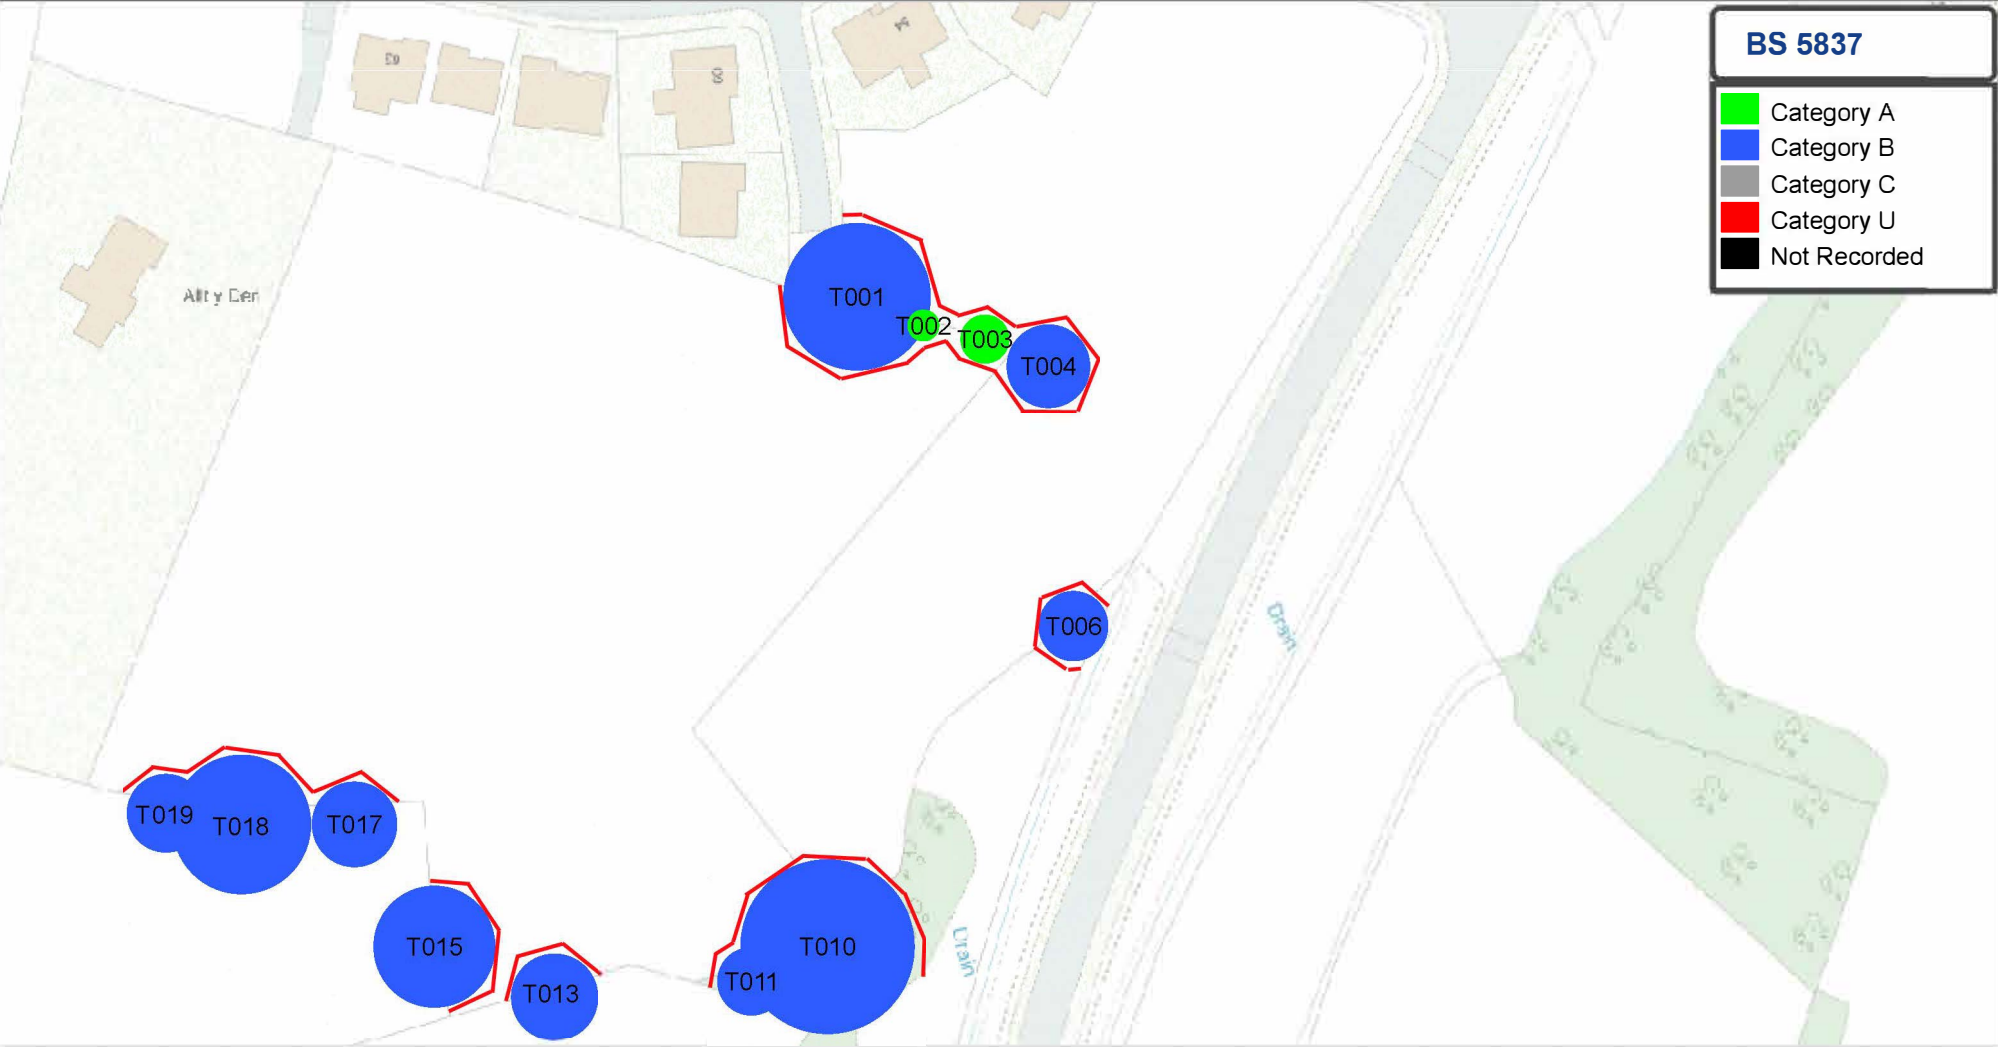 BS 5837
Category A
Category B
Category C
Category U
Not Recorded
63
T001
T002
T003
T004
T006
Drain
T019
T018
T017
T015
T013
T011
T010
Drain